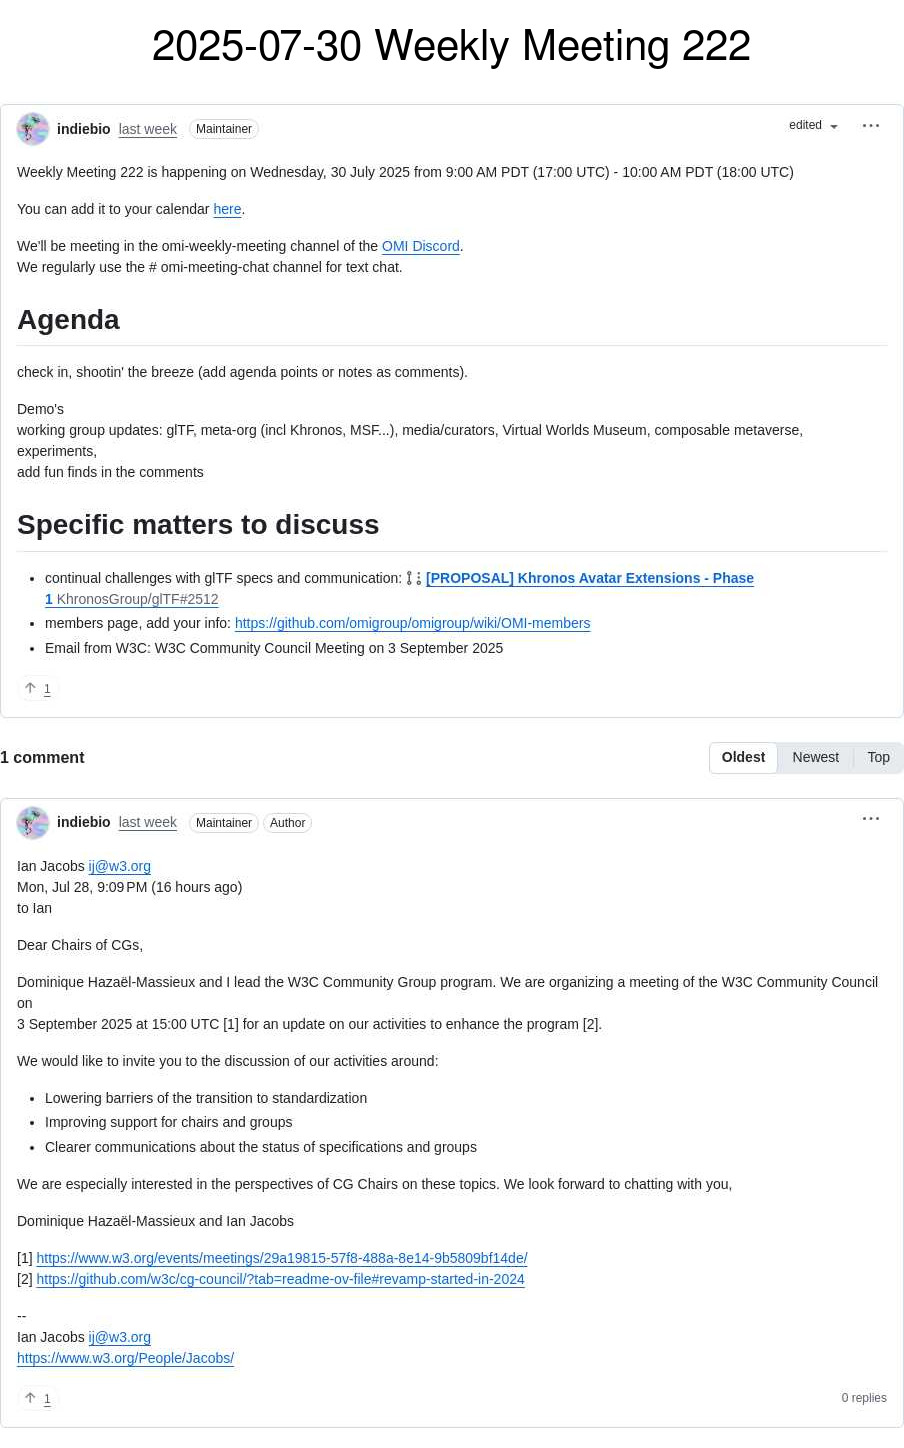 2025-07-30 Weekly Meeting 222
indiebio last week Maintainer edited
Weekly Meeting 222 is happening on Wednesday, 30 July 2025 from 9:00 AM PDT (17:00 UTC) - 10:00 AM PDT (18:00 UTC)
You can add it to your calendar here.
We'll be meeting in the omi-weekly-meeting channel of the OMI Discord.
We regularly use the # omi-meeting-chat channel for text chat.
Agenda
check in, shootin' the breeze (add agenda points or notes as comments).
Demo's
working group updates: glTF, meta-org (incl Khronos, MSF...), media/curators, Virtual Worlds Museum, composable metaverse,
experiments,
add fun finds in the comments
Specific matters to discuss
• continual challenges with glTF specs and communication: [PROPOSAL] Khronos Avatar Extensions - Phase
1 KhronosGroup/glTF#2512
• members page, add your info: https://github.com/omigroup/omigroup/wiki/OMI-members
• Email from W3C: W3C Community Council Meeting on 3 September 2025
1
1 comment Oldest Newest Top
indiebio last week Maintainer Author
Ian Jacobs ij@w3.org
Mon, Jul 28, 9:09 PM (16 hours ago)
to Ian
Dear Chairs of CGs,
Dominique Hazaël-Massieux and I lead the W3C Community Group program. We are organizing a meeting of the W3C Community Council
on
3 September 2025 at 15:00 UTC [1] for an update on our activities to enhance the program [2].
We would like to invite you to the discussion of our activities around:
• Lowering barriers of the transition to standardization
• Improving support for chairs and groups
• Clearer communications about the status of specifications and groups
We are especially interested in the perspectives of CG Chairs on these topics. We look forward to chatting with you,
Dominique Hazaël-Massieux and Ian Jacobs
[1] https://www.w3.org/events/meetings/29a19815-57f8-488a-8e14-9b5809bf14de/
[2] https://github.com/w3c/cg-council/?tab=readme-ov-file#revamp-started-in-2024
--
Ian Jacobs ij@w3.org
https://www.w3.org/People/Jacobs/
1 0 replies